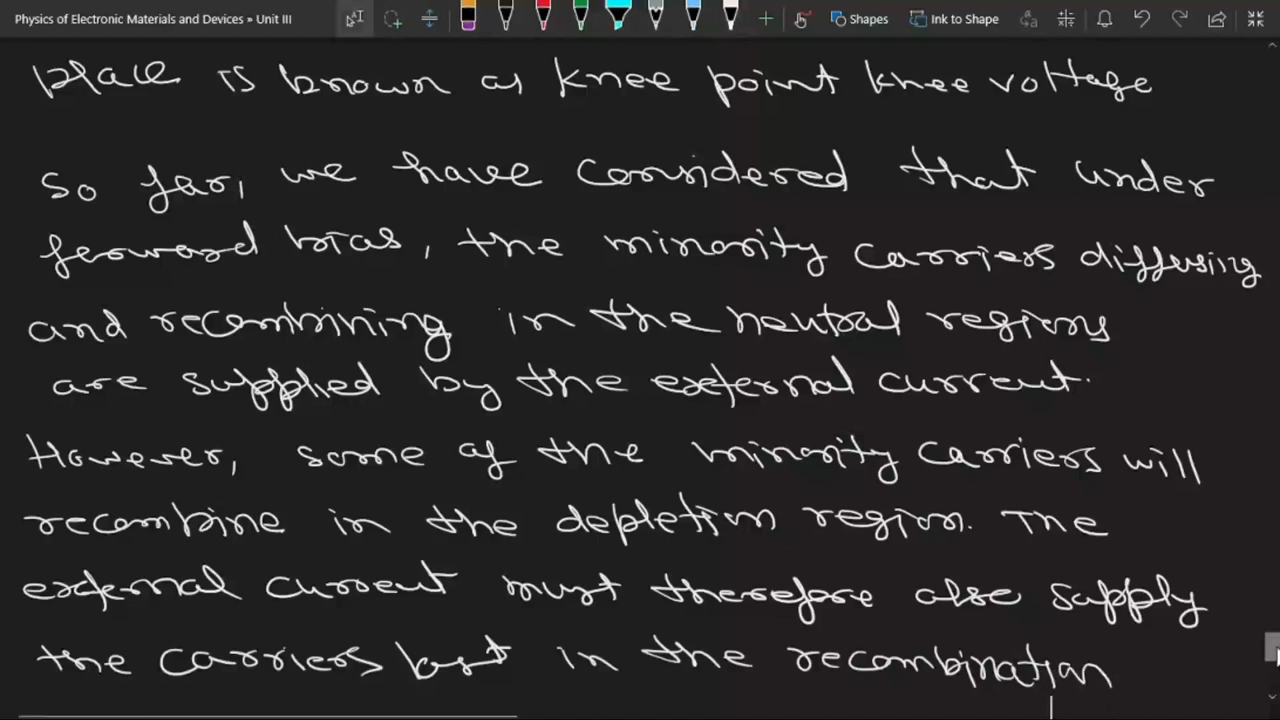 Physics of Electronic Materials and Devices » Unit III
Shapes
Ink to Shape
place is known as knee point knee voltage
So far, we have considered that under
forward bias, the minority carriers diffusing
and recombining in the neutral regions
are supplied by the external current.
However, some of the minority carriers will
recombine in the depletion region. The
external current must therefore also supply
the carriers lost in the recombination